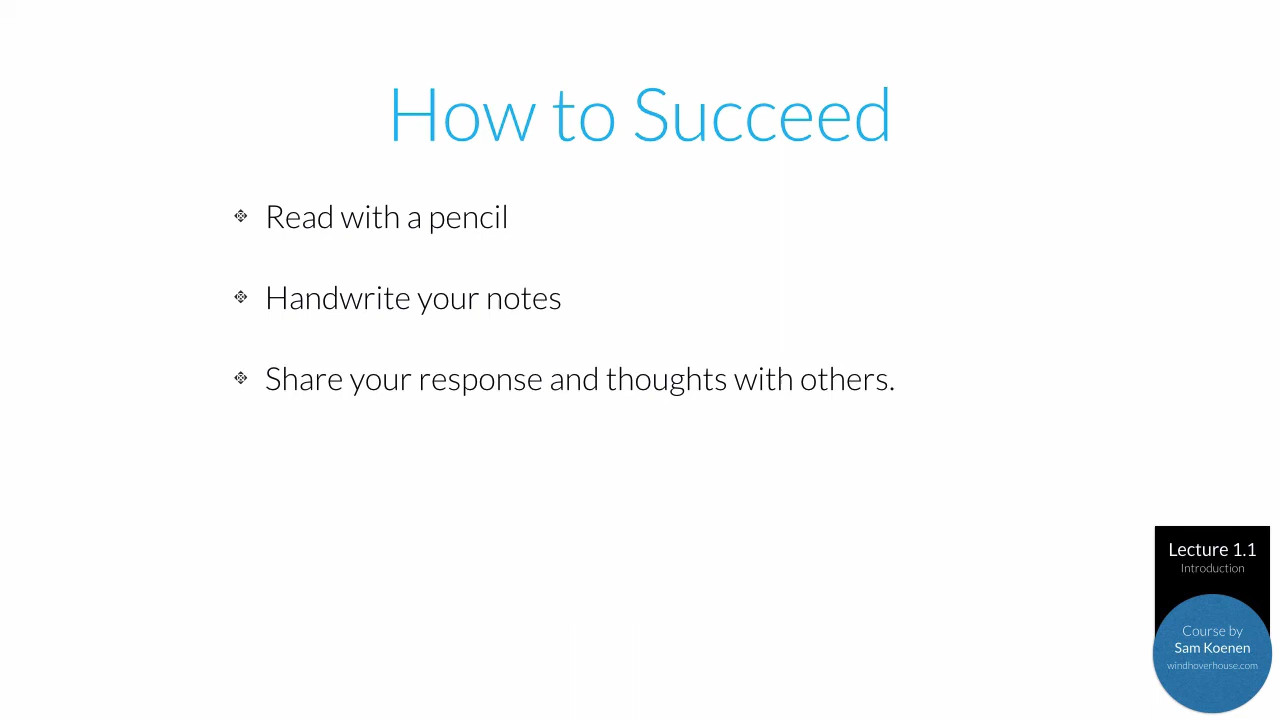 How to Succeed
Read with a pencil
Handwrite your notes
Share your response and thoughts with others.
Lecture 1.1
Introduction
Course by
Sam Koenen
windhoverhouse.com